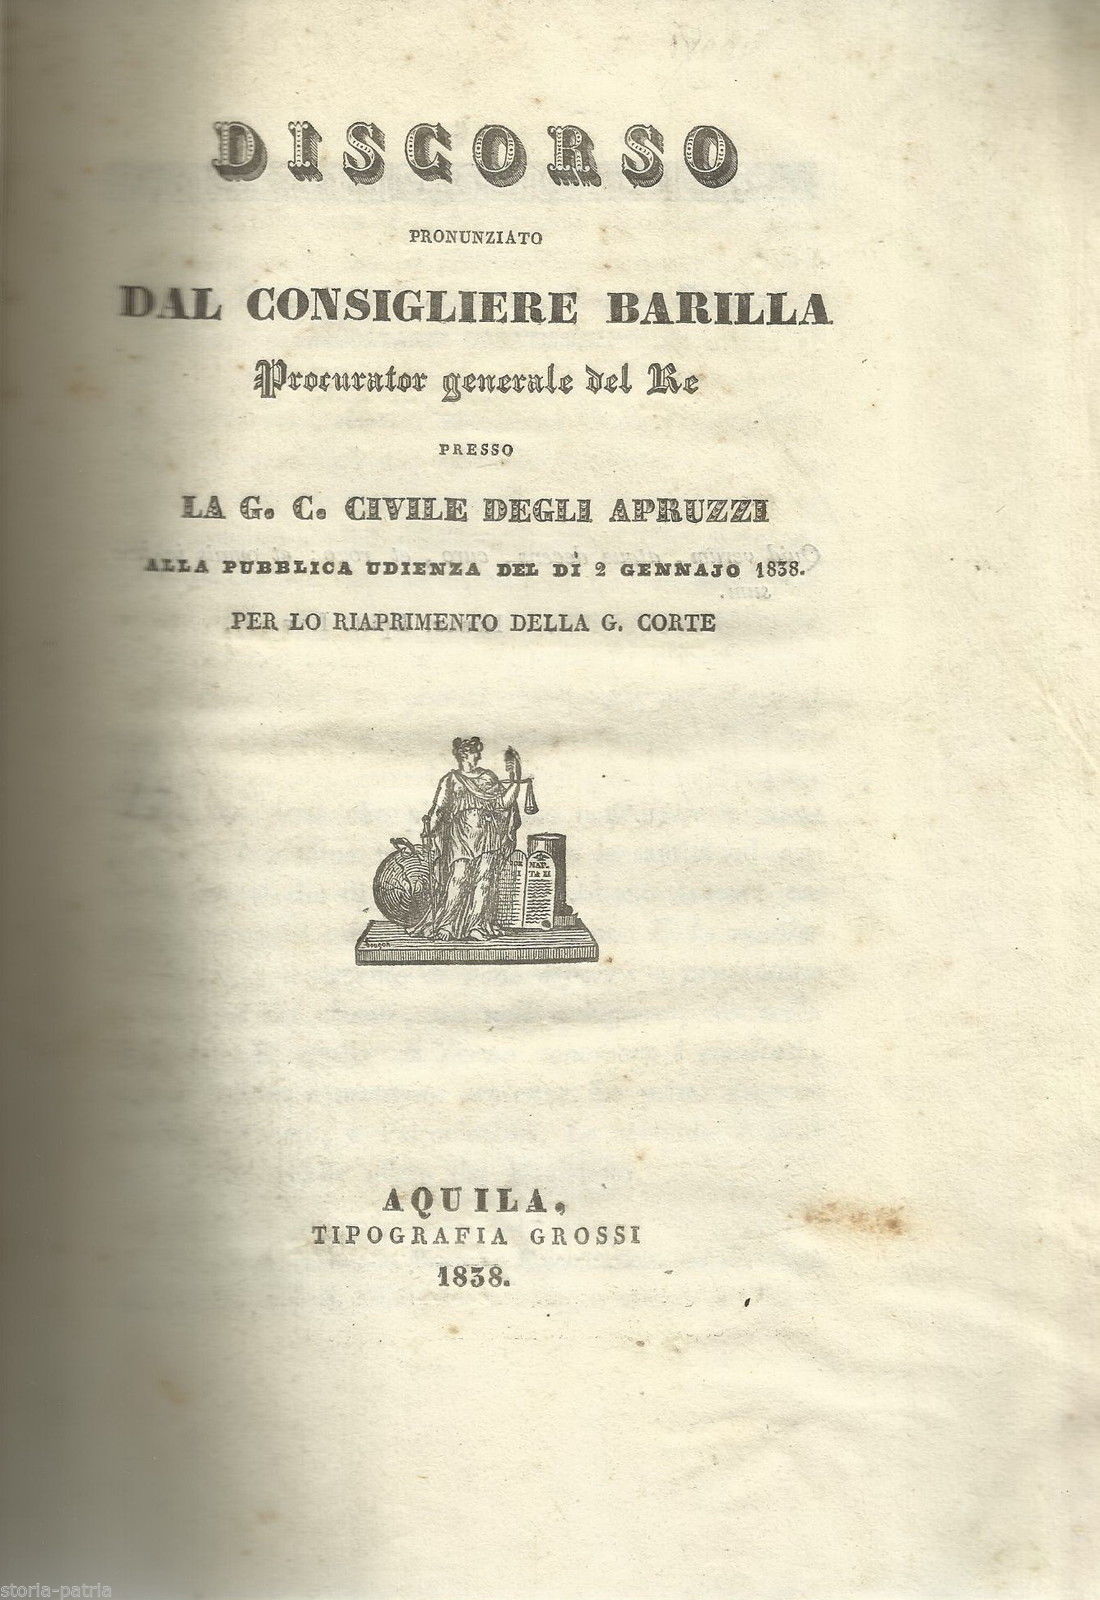 DISCORSO
PRONUNZIATO
DAL CONSIGLIERE BARILLA
Procurator generale del Re
PRESSO
LA G. C. CIVILE DEGLI APRUZZI
ALLA PUBBLICA UDIENZA DEL DÌ 2 GENNAJO 1838.
PER LO RIAPRIMENTO DELLA G. CORTE
AQUILA,
TIPOGRAFIA GROSSI
1838.
storia-patria